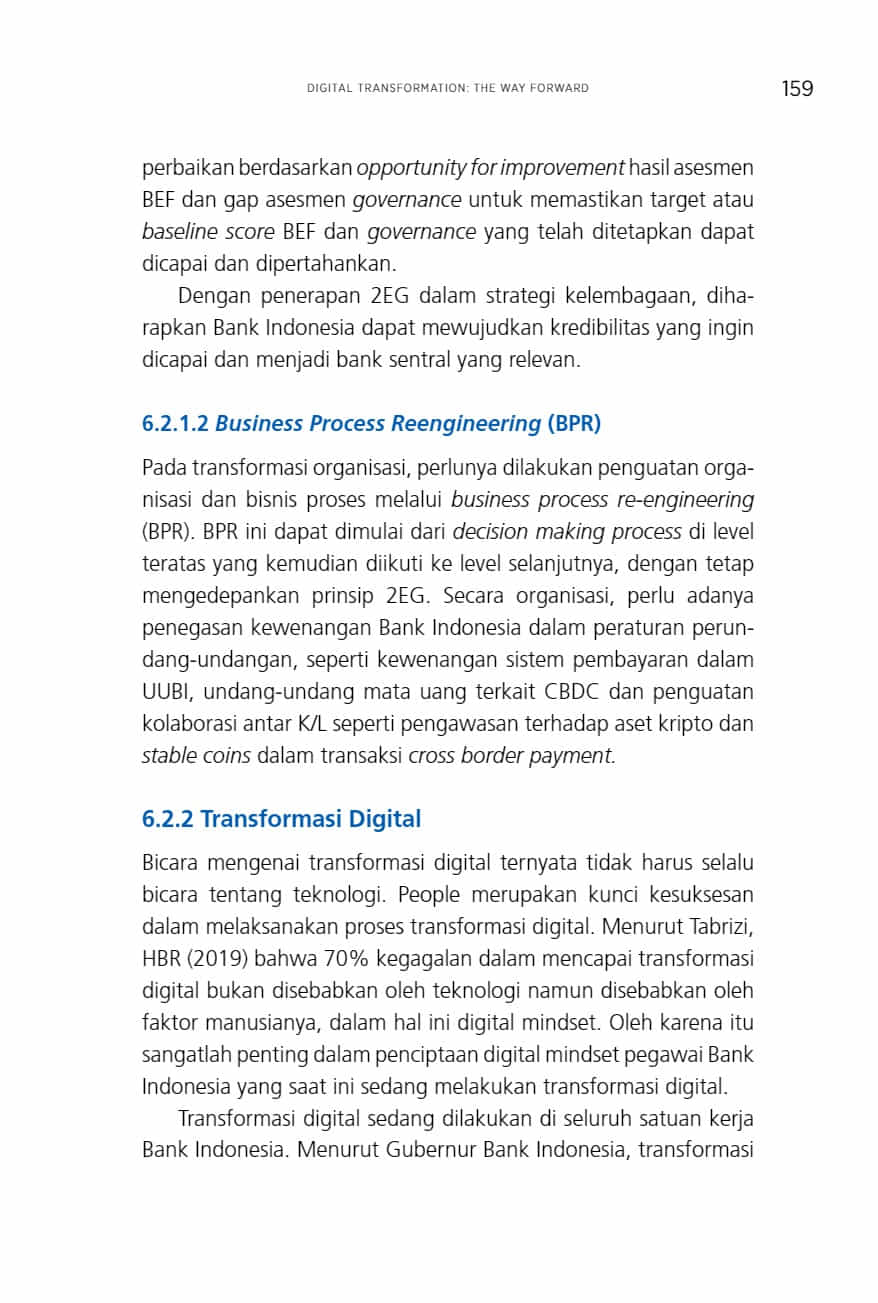 DIGITAL TRANSFORMATION: THE WAY FORWARD
159
perbaikan berdasarkan opportunity for improvement hasil asesmen
BEF dan gap asesmen governance untuk memastikan target atau
baseline score BEF dan governance yang telah ditetapkan dapat
dicapai dan dipertahankan.
Dengan penerapan 2EG dalam strategi kelembagaan, diha-
rapkan Bank Indonesia dapat mewujudkan kredibilitas yang ingin
dicapai dan menjadi bank sentral yang relevan.
6.2.1.2 Business Process Reengineering (BPR)
Pada transformasi organisasi, perlunya dilakukan penguatan orga-
nisasi dan bisnis proses melalui business process re-engineering
(BPR). BPR ini dapat dimulai dari decision making process di level
teratas yang kemudian diikuti ke level selanjutnya, dengan tetap
mengedepankan prinsip 2EG. Secara organisasi, perlu adanya
penegasan kewenangan Bank Indonesia dalam peraturan perun-
dang-undangan, seperti kewenangan sistem pembayaran dalam
UUBI, undang-undang mata uang terkait CBDC dan penguatan
kolaborasi antar K/L seperti pengawasan terhadap aset kripto dan
stable coins dalam transaksi cross border payment.
6.2.2 Transformasi Digital
Bicara mengenai transformasi digital ternyata tidak harus selalu
bicara tentang teknologi. People merupakan kunci kesuksesan
dalam melaksanakan proses transformasi digital. Menurut Tabrizi,
HBR (2019) bahwa 70% kegagalan dalam mencapai transformasi
digital bukan disebabkan oleh teknologi namun disebabkan oleh
faktor manusianya, dalam hal ini digital mindset. Oleh karena itu
sangatlah penting dalam penciptaan digital mindset pegawai Bank
Indonesia yang saat ini sedang melakukan transformasi digital.
Transformasi digital sedang dilakukan di seluruh satuan kerja
Bank Indonesia. Menurut Gubernur Bank Indonesia, transformasi